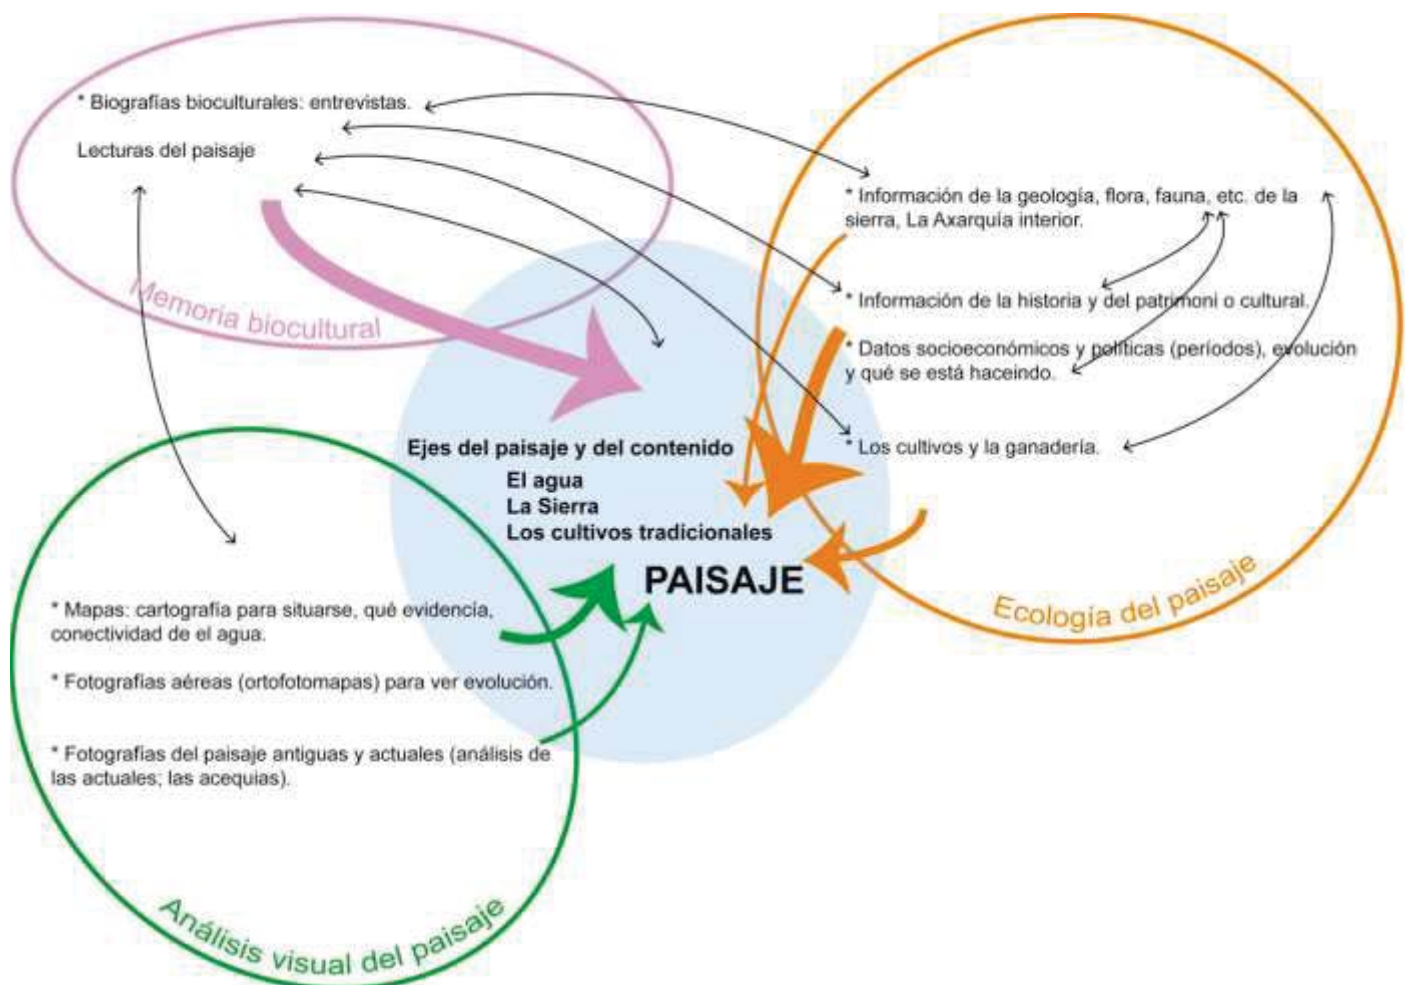 * Biografías bioculturales: entrevistas.
Lecturas del paisaje
Memoria biocultural
* Información de la geología, flora, fauna, etc. de la
sierra, La Axarquía interior.
* Información de la historia y del patrimoni o cultural.
* Datos socioeconómicos y políticas (períodos), evolución
y qué se está haceindo.
* Los cultivos y la ganadería.
Ecología del paisaje
Ejes del paisaje y del contenido
El agua
La Sierra
Los cultivos tradicionales
PAISAJE
* Mapas: cartografía para situarse, qué evidencía,
conectividad de el agua.
* Fotografías aéreas (ortofotomapas) para ver evolución.
* Fotografías del paisaje antiguas y actuales (análisis de
las actuales; las acequias).
Análisis visual del paisaje